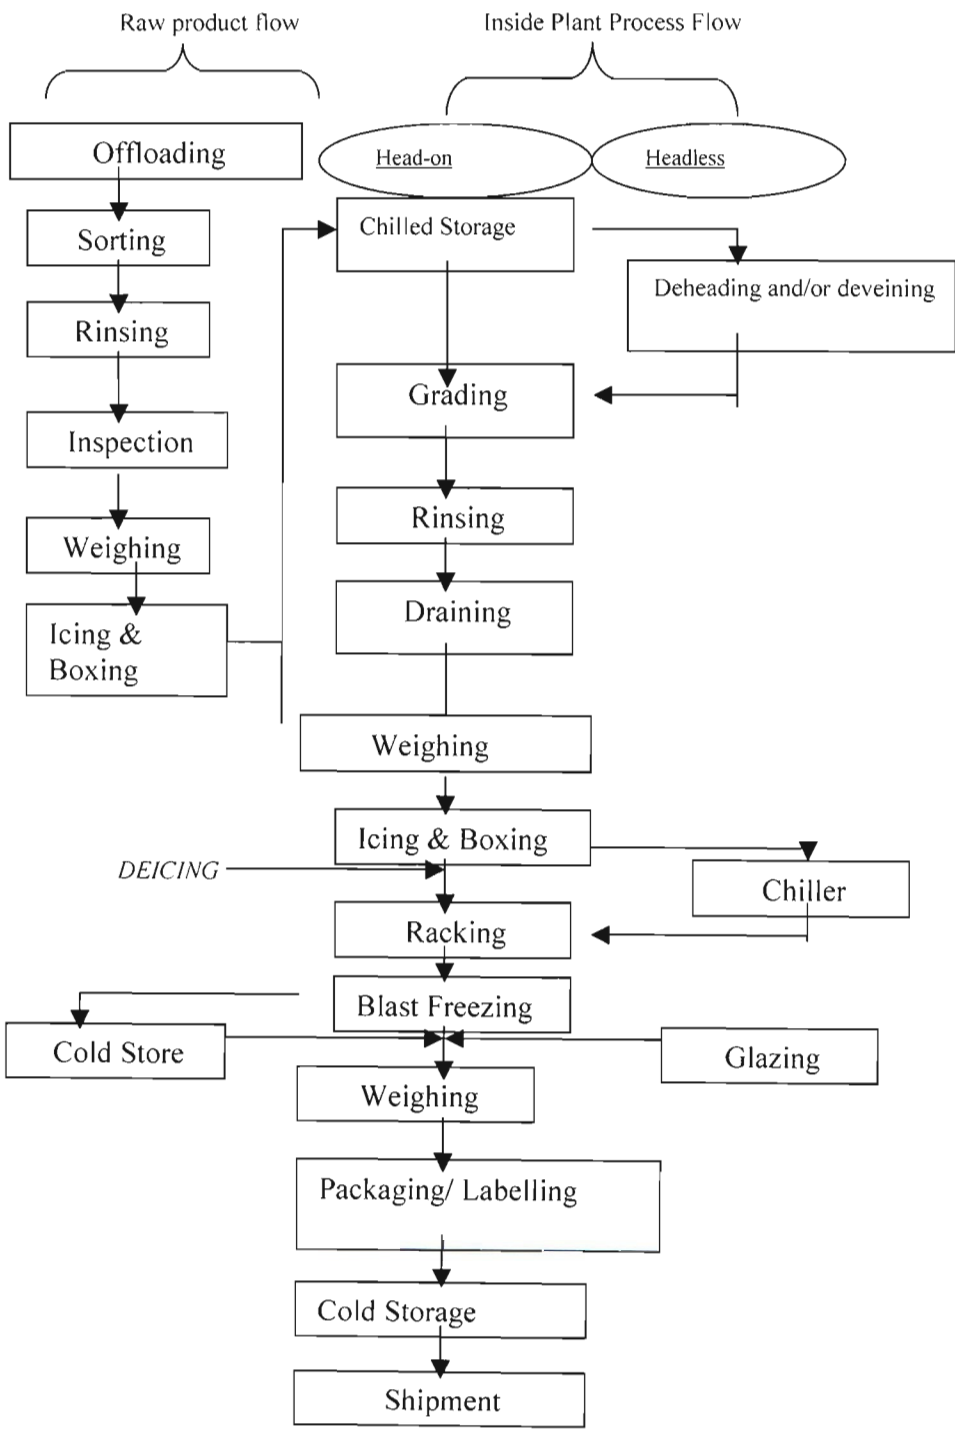 Raw product flow
Inside Plant Process Flow
Offloading
Sorting
Rinsing
Inspection
Weighing
Icing &
Boxing
Head-on
Headless
Chilled Storage
Deheading and/or deveining
Grading
Rinsing
Draining
Weighing
Icing & Boxing
DEICING
Chiller
Racking
Blast Freezing
Cold Store
Glazing
Weighing
Packaging/ Labelling
Cold Storage
Shipment